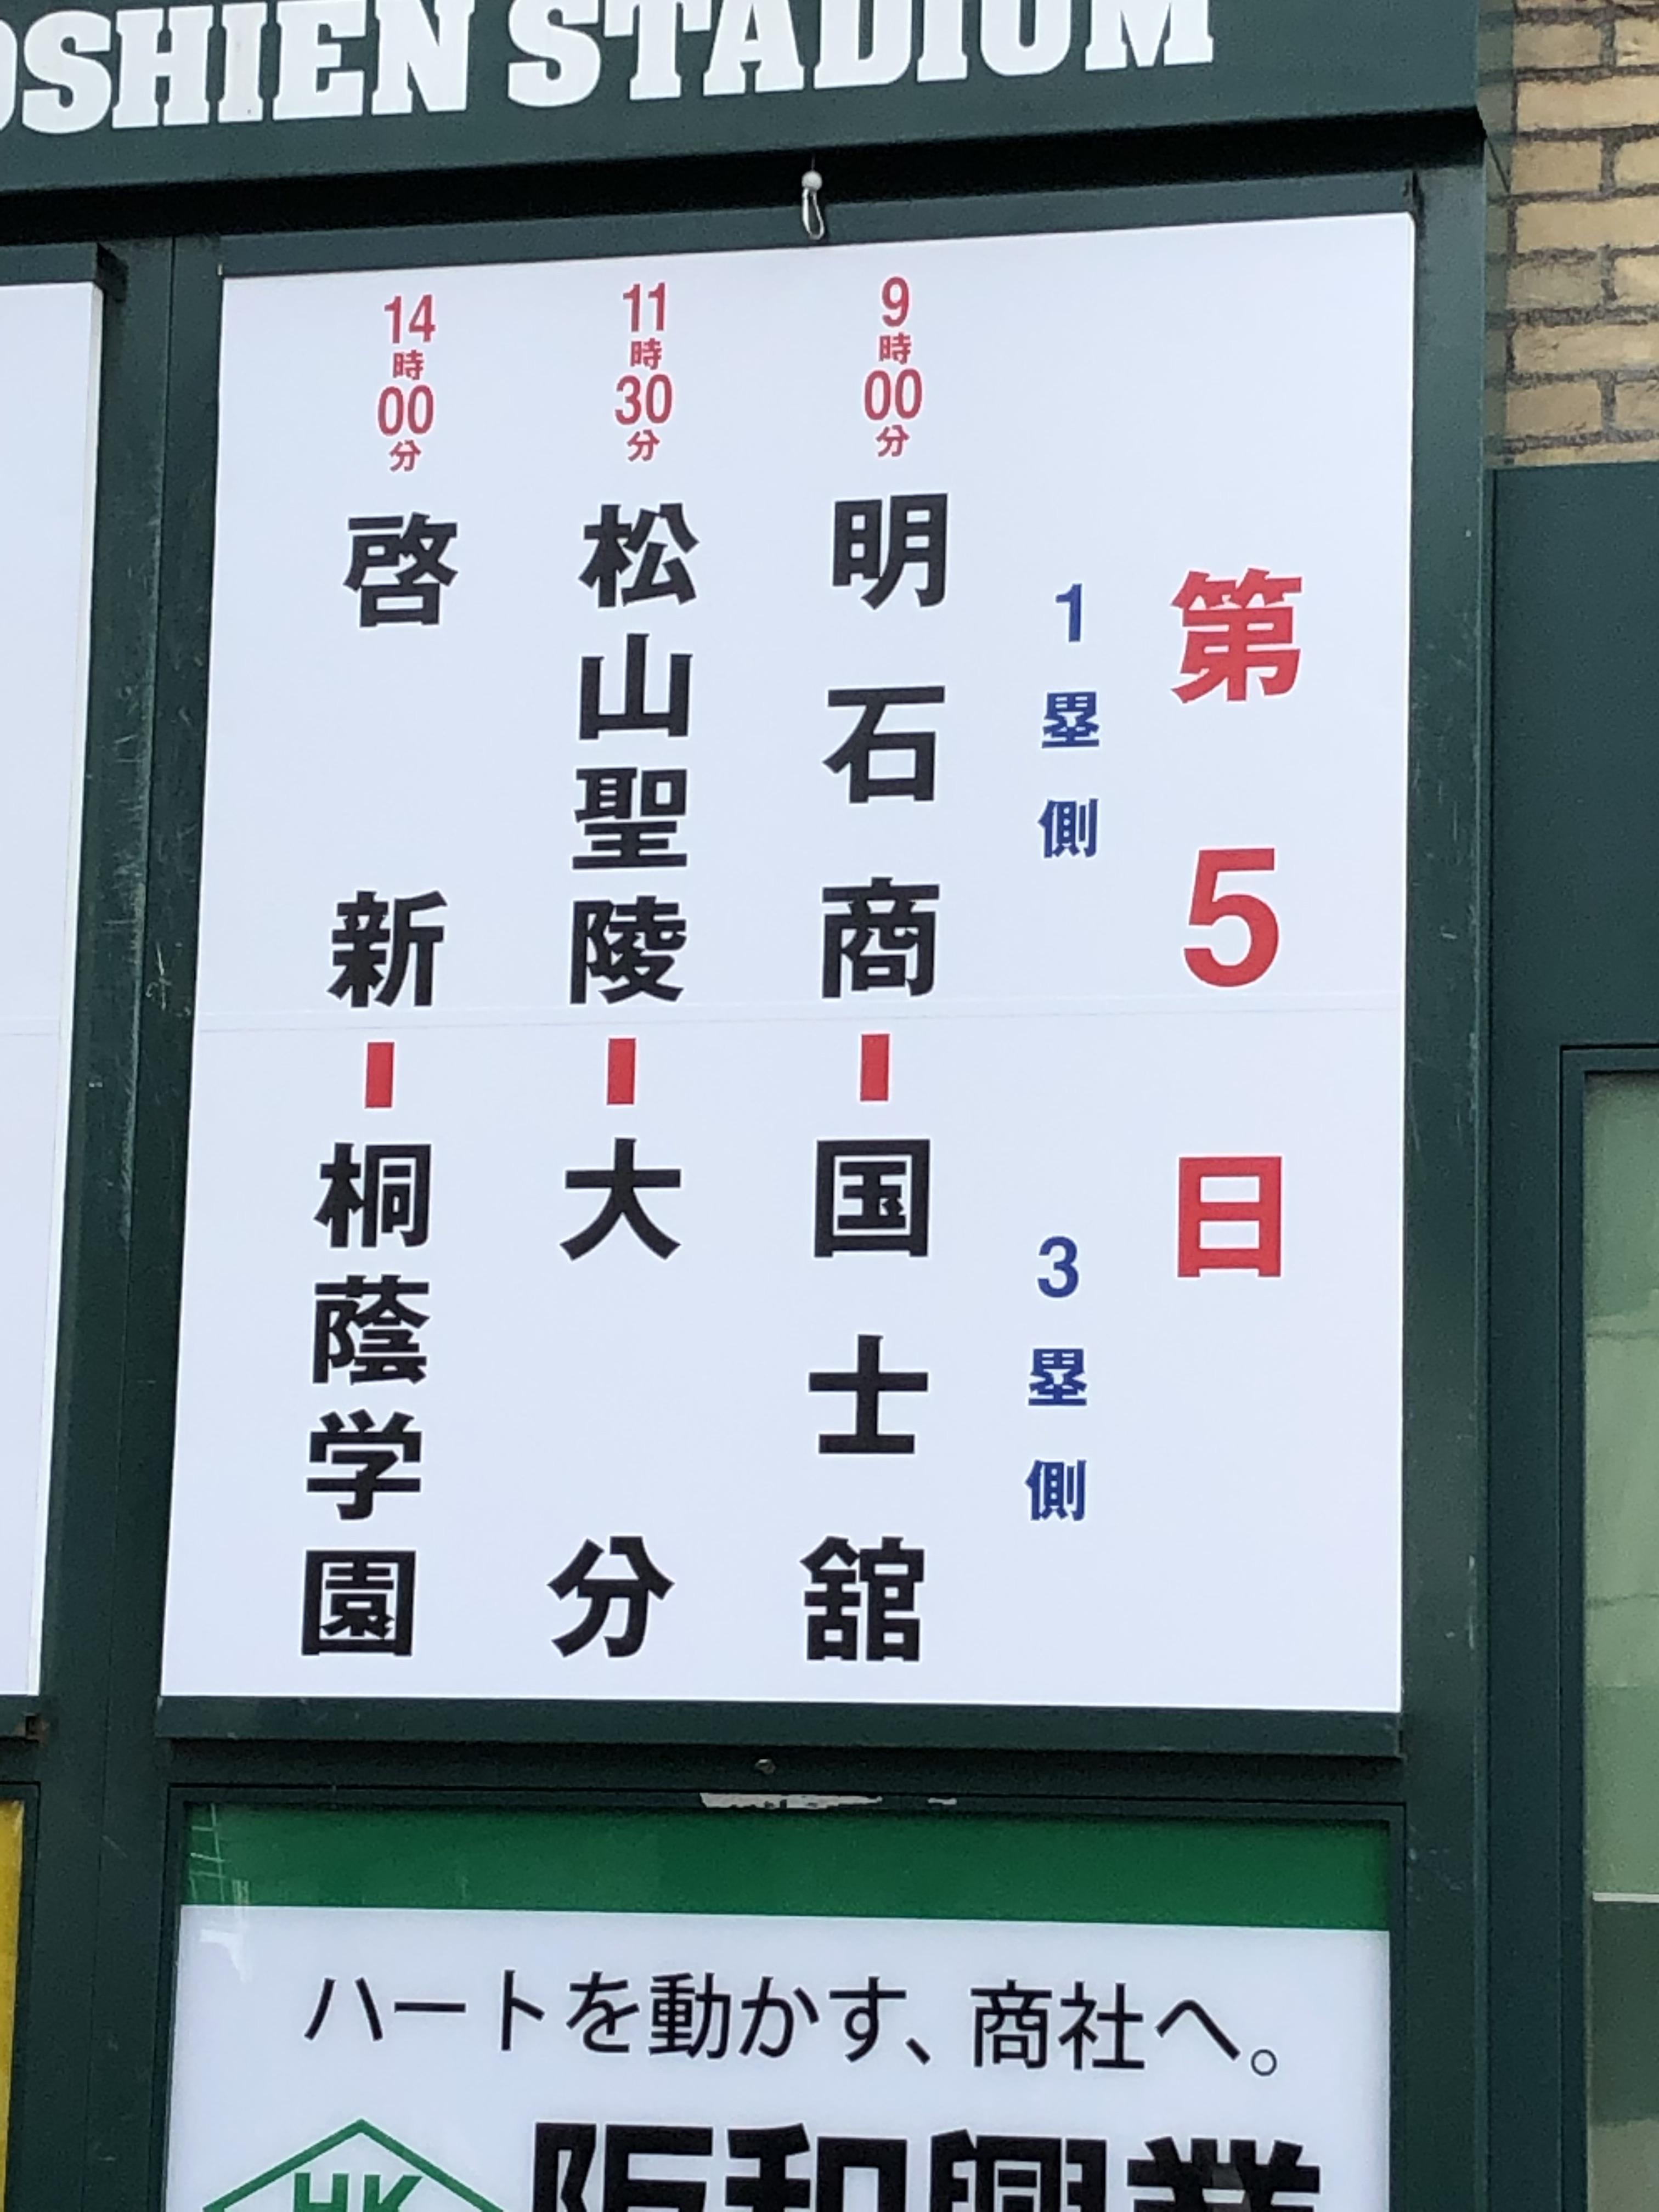 OSHIEN STADIUM
第5日
1塁側 3塁側
9時00分 明石商-国士舘
11時30分 松山聖陵-大分
14時00分 啓新-桐蔭学園
ハートを動かす、商社へ。
HK
阪和興業